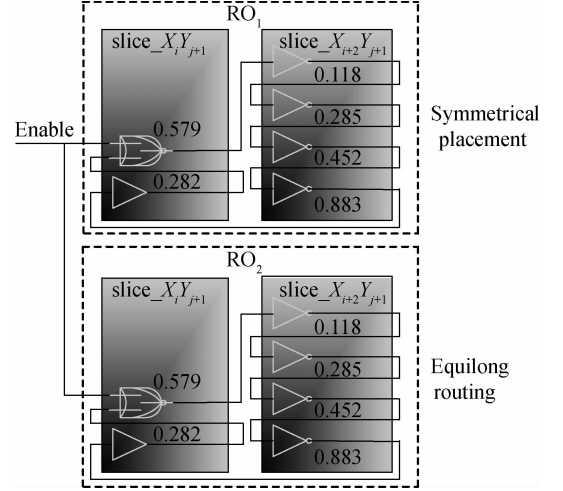 RO₁
slice_XᵢYⱼ₊₁ slice_Xᵢ₊₂Yⱼ₊₁
0.118
Enable
0.579
0.285
0.452
0.282
0.883
Symmetrical
placement
RO₂
slice_XᵢYⱼ₊₁ slice_Xᵢ₊₂Yⱼ₊₁
0.118
0.579
0.285
0.452
0.282
0.883
Equilong
routing